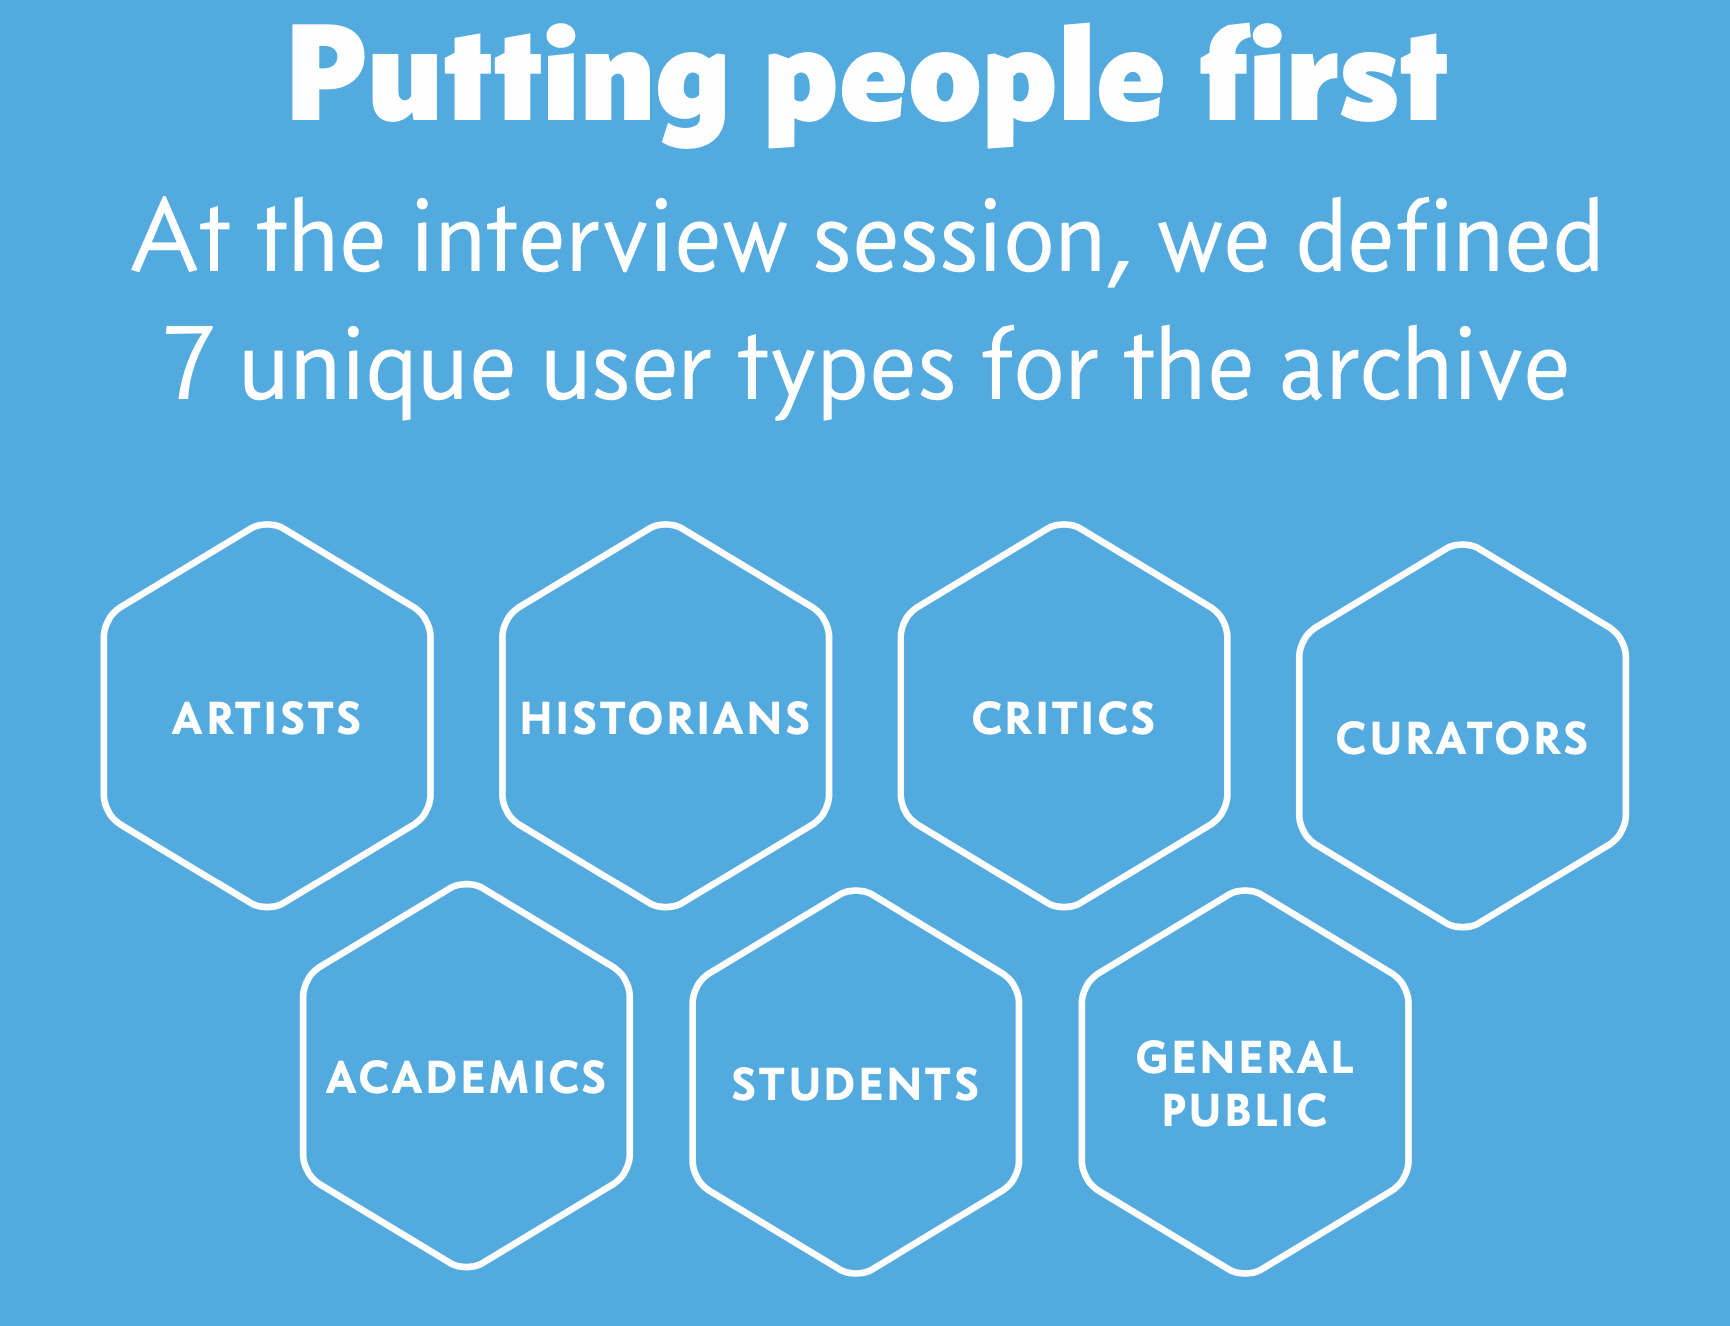 Putting people first
At the interview session, we defined
7 unique user types for the archive
ARTISTS
HISTORIANS
CRITICS
CURATORS
ACADEMICS
STUDENTS
GENERAL
PUBLIC